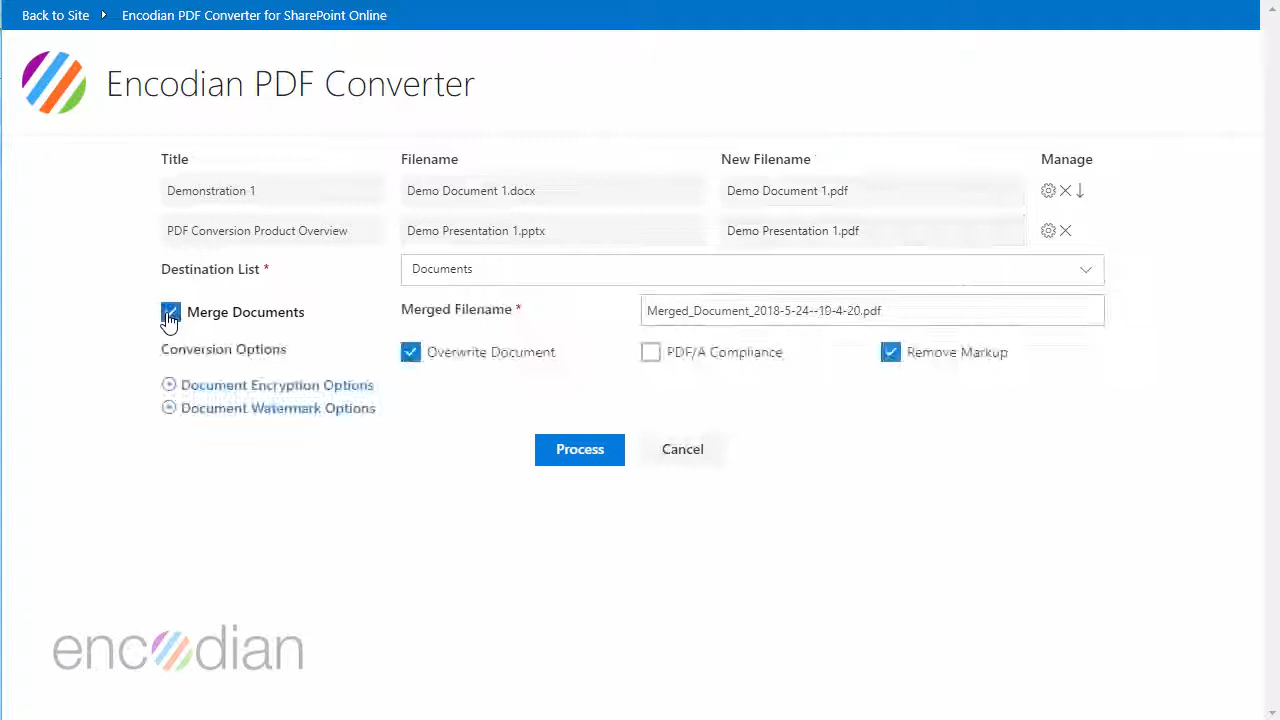 Back to Site Encodian PDF Converter for SharePoint Online
Encodian PDF Converter
Title Filename New Filename Manage
Demonstration 1 Demo Document 1.docx Demo Document 1.pdf
PDF Conversion Product Overview Demo Presentation 1.pptx Demo Presentation 1.pdf
Destination List * Documents
Merge Documents Merged Filename * Merged_Document_2018-5-24--10-4-20.pdf
Conversion Options Overwrite Document PDF/A Compliance Remove Markup
Document Encryption Options
Document Watermark Options
Process Cancel
encodian